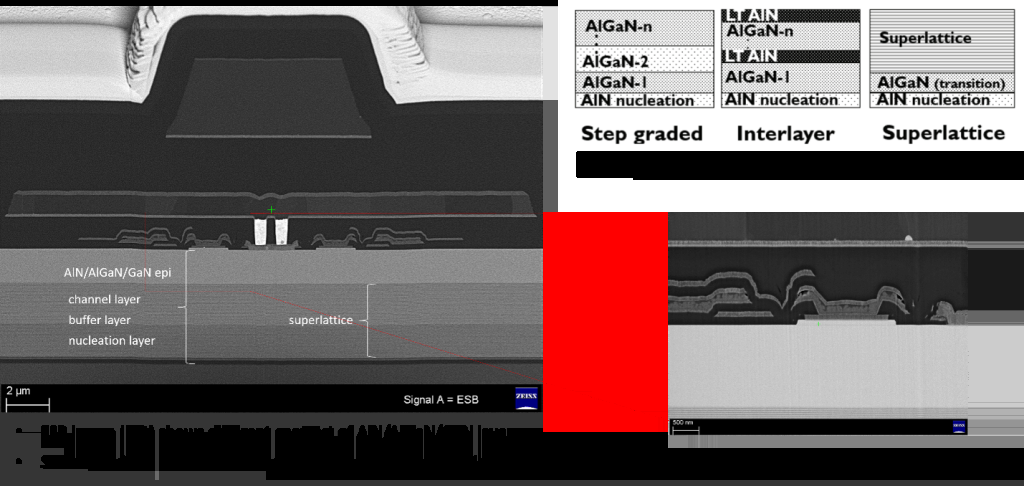 AlN/AlGaN/GaN epi
channel layer
buffer layer
nucleation layer
superlattice
2 µm
Signal A = ESB
ZEISS
AlGaN-n
AlGaN-2
AlGaN-1
AlN nucleation
Step graded
LT AlN
AlGaN-n
LT AlN
AlGaN-1
AlN nucleation
Interlayer
Superlattice
AlGaN (transition)
AlN nucleation
Superlattice
500 nm
ZEISS